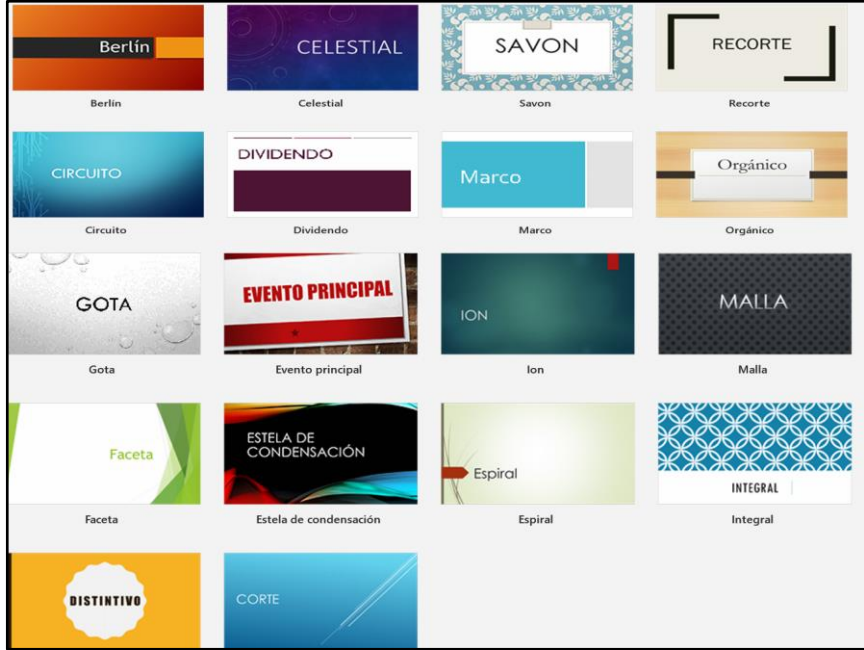 Berlín
CELESTIAL
SAVON
RECORTE
Berlín
Celestial
Savon
Recorte
CIRCUITO
DIVIDENDO
Marco
Orgánico
Circuito
Dividendo
Marco
Orgánico
GOTA
EVENTO PRINCIPAL
ION
MALLA
Gota
Evento principal
Ion
Malla
Faceta
ESTELA DE
CONDENSACIÓN
Espiral
INTEGRAL
Faceta
Estela de condensación
Espiral
Integral
DISTINTIVO
CORTE